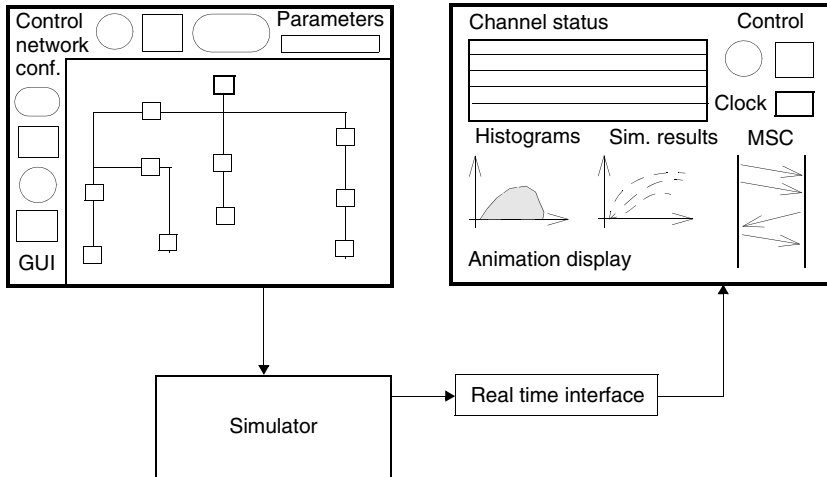 Control
network
conf.
Parameters
GUI
Channel status
Control
Clock
Histograms
Sim. results
MSC
Animation display
Simulator
Real time interface